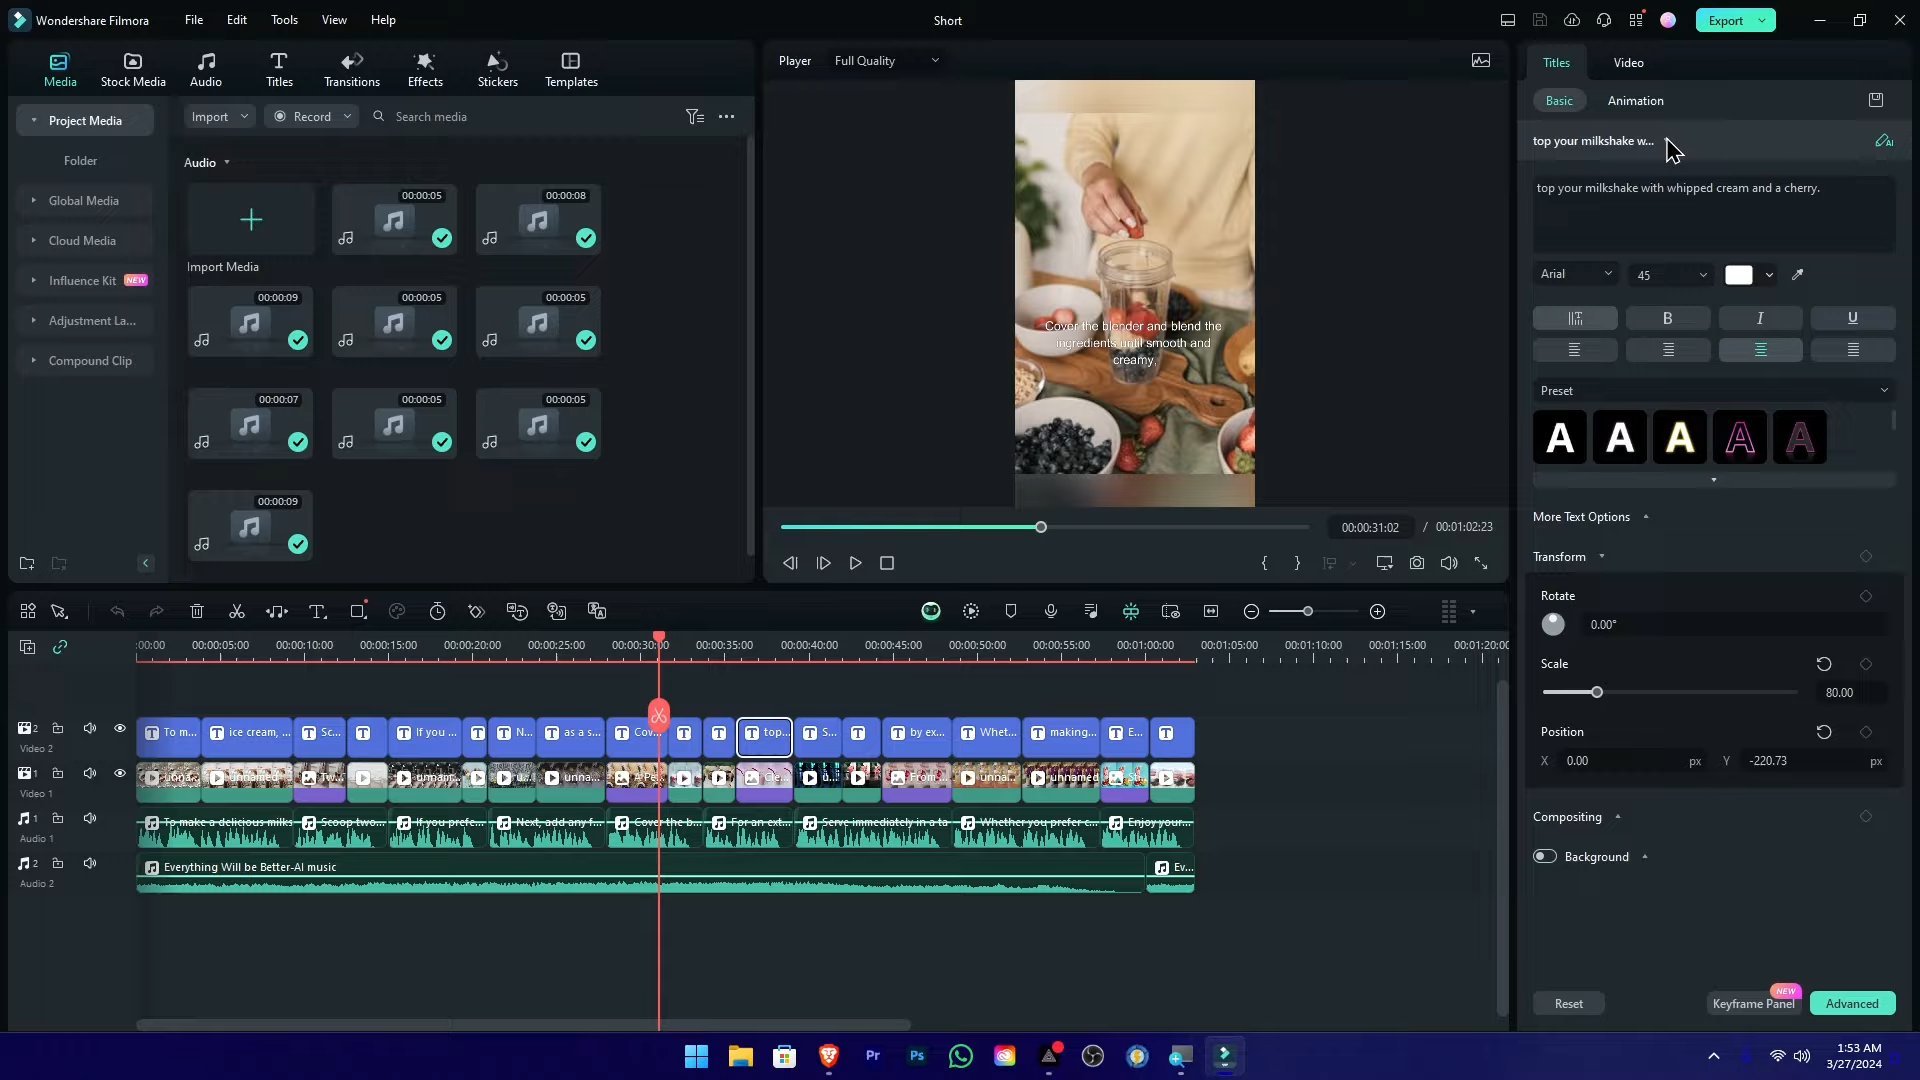 Wondershare Filmora
File
Edit
Tools
View
Help
Short
Export
Media
Stock Media
Audio
Titles
Transitions
Effects
Stickers
Templates
Player
Full Quality
Titles
Video
Basic
Animation
Project Media
Folder
Global Media
Cloud Media
Influence Kit
NEW
Adjustment La...
Compound Clip
Import
Record
Search media
Audio
00:00:05
00:00:08
Import Media
00:00:09
00:00:05
00:00:05
00:00:07
00:00:05
00:00:05
00:00:09
Cover the blender and blend the
ingredients until smooth and
creamy,
00:00:31:02
/
00:01:02:23
top your milkshake w...
AI
top your milkshake with whipped cream and a cherry.
Arial
45
B
I
U
Preset
A
A
A
A
A
More Text Options
Transform
Rotate
0.00°
Scale
80.00
Position
X
0.00
px
Y
-220.73
px
Compositing
Background
Reset
Keyframe Panel
NEW
Advanced
:00:00
00:00:05:00
00:00:10:00
00:00:15:00
00:00:20:00
00:00:25:00
00:00:30:00
00:00:35:00
00:00:40:00
00:00:45:00
00:00:50:00
00:00:55:00
00:01:00:00
00:01:05:00
00:01:10:00
00:01:15:00
00:01:20:00
2
Video 2
To m...
ice cream, ...
Sc...
If you ...
N...
as a s...
Cov...
top...
S...
by ex...
Whet...
making...
E...
1
Video 1
unna...
unnamed
Tw...
unnam...
unna...
A Pe...
Cle...
From ...
unna...
unnamed
St...
1
Audio 1
To make a delicious milks
Scoop two...
If you prefe...
Next, add any f...
Cover the b...
For an ext...
Serve immediately in a ta
Whether you prefer c...
Enjoy your...
2
Audio 2
Everything Will be Better-AI music
Ev...
Pr
Ps
1:53 AM
3/27/2024